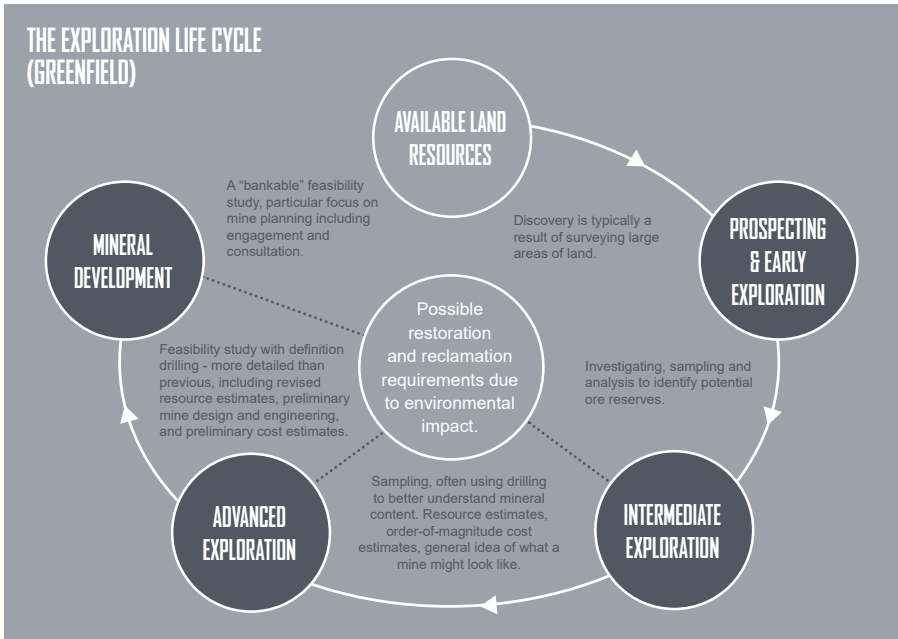 THE EXPLORATION LIFE CYCLE
(GREENFIELD)
AVAILABLE LAND
RESOURCES
Discovery is typically a
result of surveying large
areas of land.
PROSPECTING
& EARLY
EXPLORATION
Investigating, sampling and
analysis to identify potential
ore reserves.
INTERMEDIATE
EXPLORATION
Sampling, often using drilling
to better understand mineral
content. Resource estimates,
order-of-magnitude cost
estimates, general idea of what a
mine might look like.
ADVANCED
EXPLORATION
Feasibility study with definition
drilling - more detailed than
previous, including revised
resource estimates, preliminary
mine design and engineering,
and preliminary cost estimates.
MINERAL
DEVELOPMENT
A “bankable” feasibility
study, particular focus on
mine planning including
engagement and
consultation.
Possible
restoration
and reclamation
requirements due
to environmental
impact.